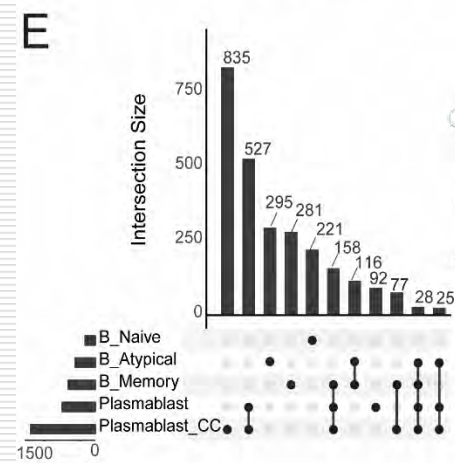 E
Intersection Size
750
500
250
0
835
527
295
281
221
158
116
92
77
28
25
B_Naive
B_Atypical
B_Memory
Plasmablast
Plasmablast_CC
1500
0